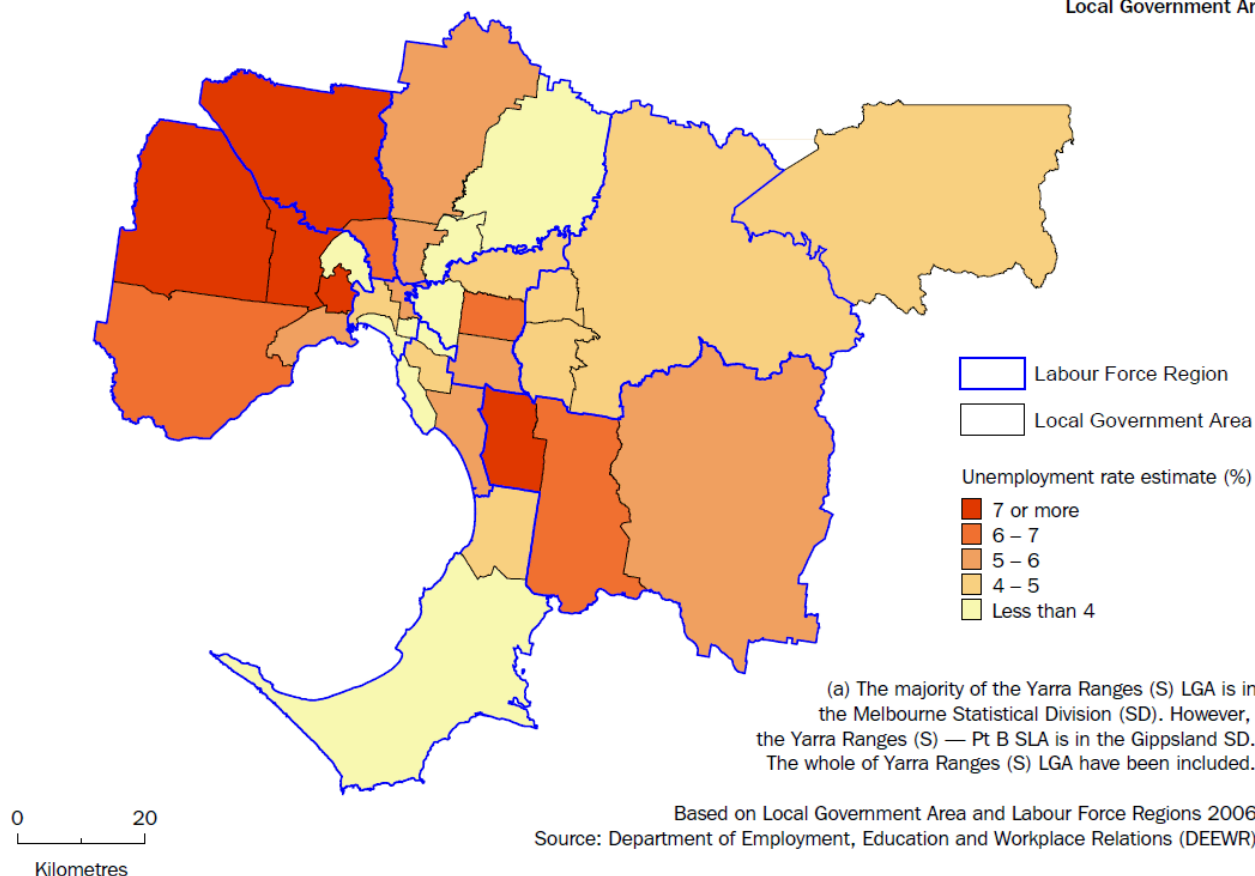 Local Government Ar
Labour Force Region
Local Government Area
Unemployment rate estimate (%)
7 or more
6 – 7
5 – 6
4 – 5
Less than 4
(a) The majority of the Yarra Ranges (S) LGA is in
the Melbourne Statistical Division (SD). However,
the Yarra Ranges (S) — Pt B SLA is in the Gippsland SD.
The whole of Yarra Ranges (S) LGA have been included.
0 20
Kilometres
Based on Local Government Area and Labour Force Regions 2006
Source: Department of Employment, Education and Workplace Relations (DEEWR)